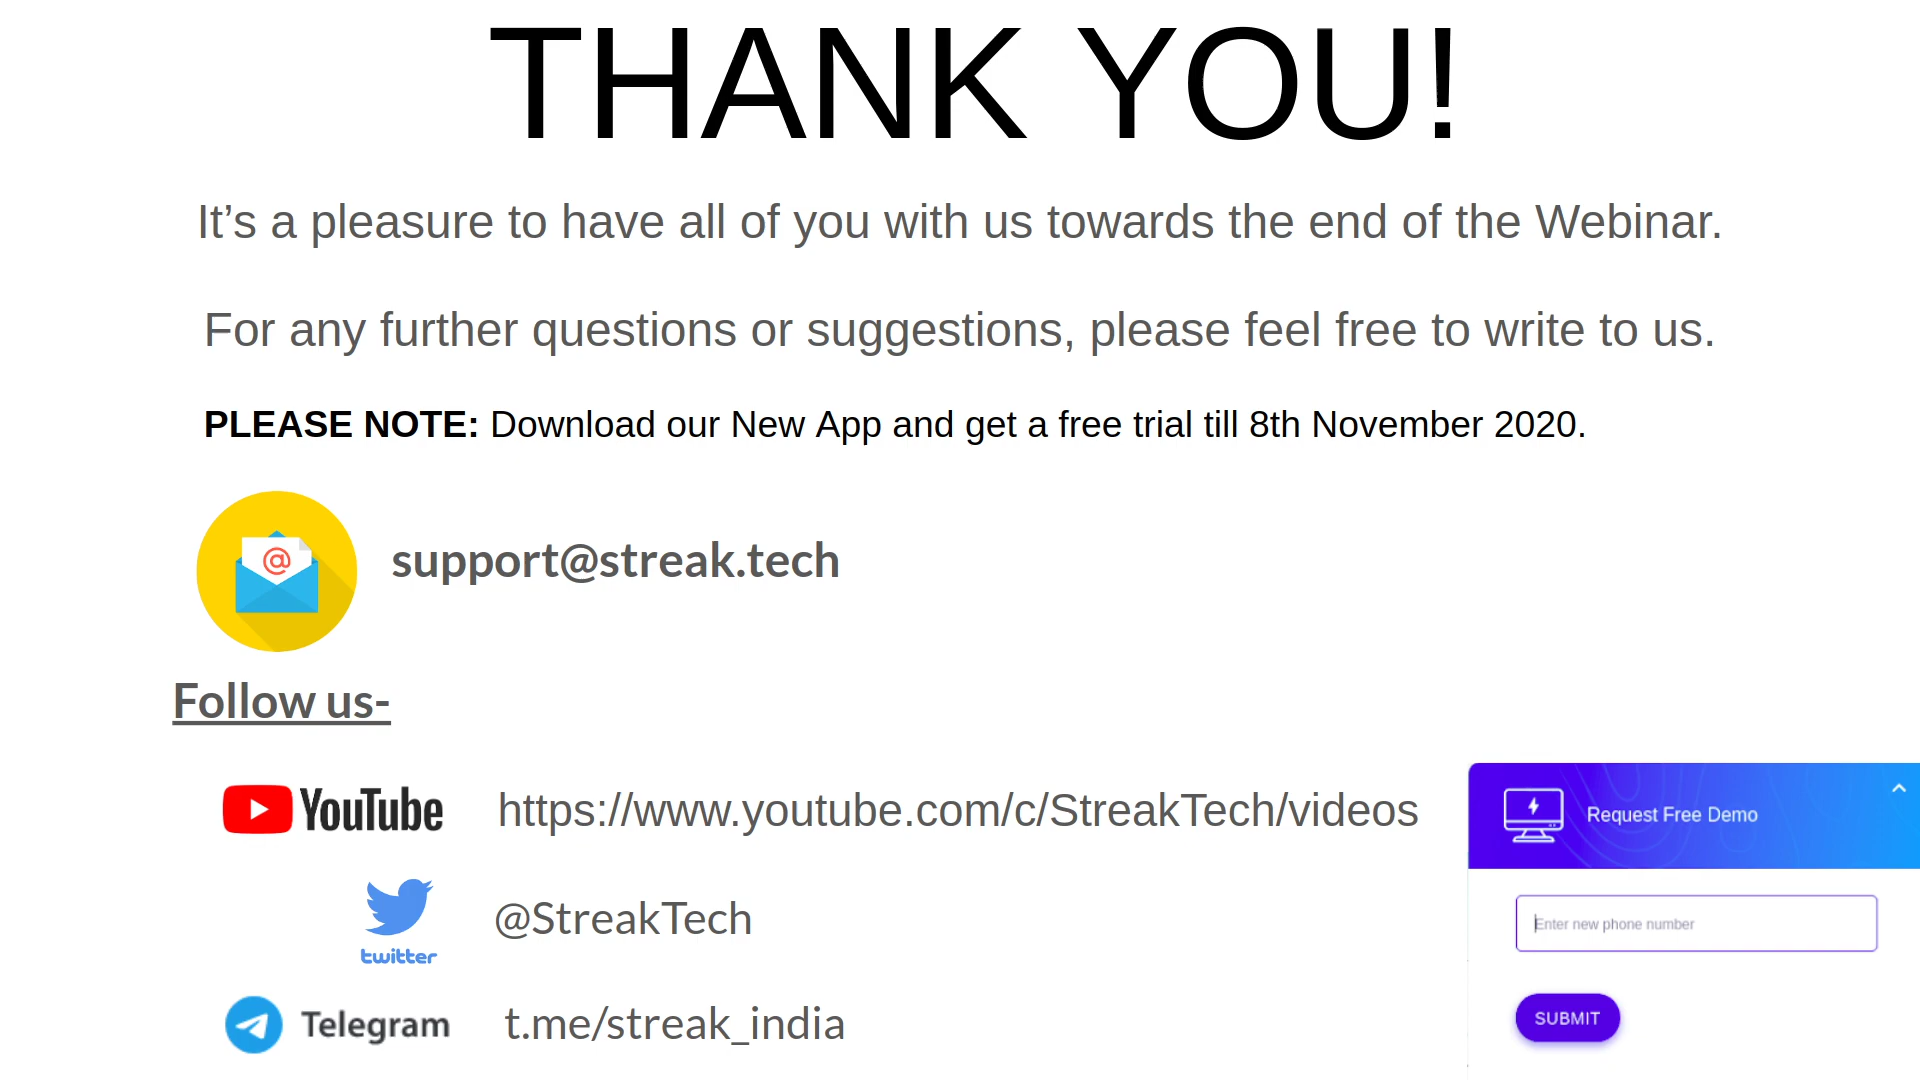 THANK YOU!
It’s a pleasure to have all of you with us towards the end of the Webinar.
For any further questions or suggestions, please feel free to write to us.
PLEASE NOTE: Download our New App and get a free trial till 8th November 2020.
@
support@streak.tech
Follow us-
YouTube https://www.youtube.com/c/StreakTech/videos
twitter @StreakTech
Telegram t.me/streak_india
Request Free Demo
Enter new phone number
SUBMIT